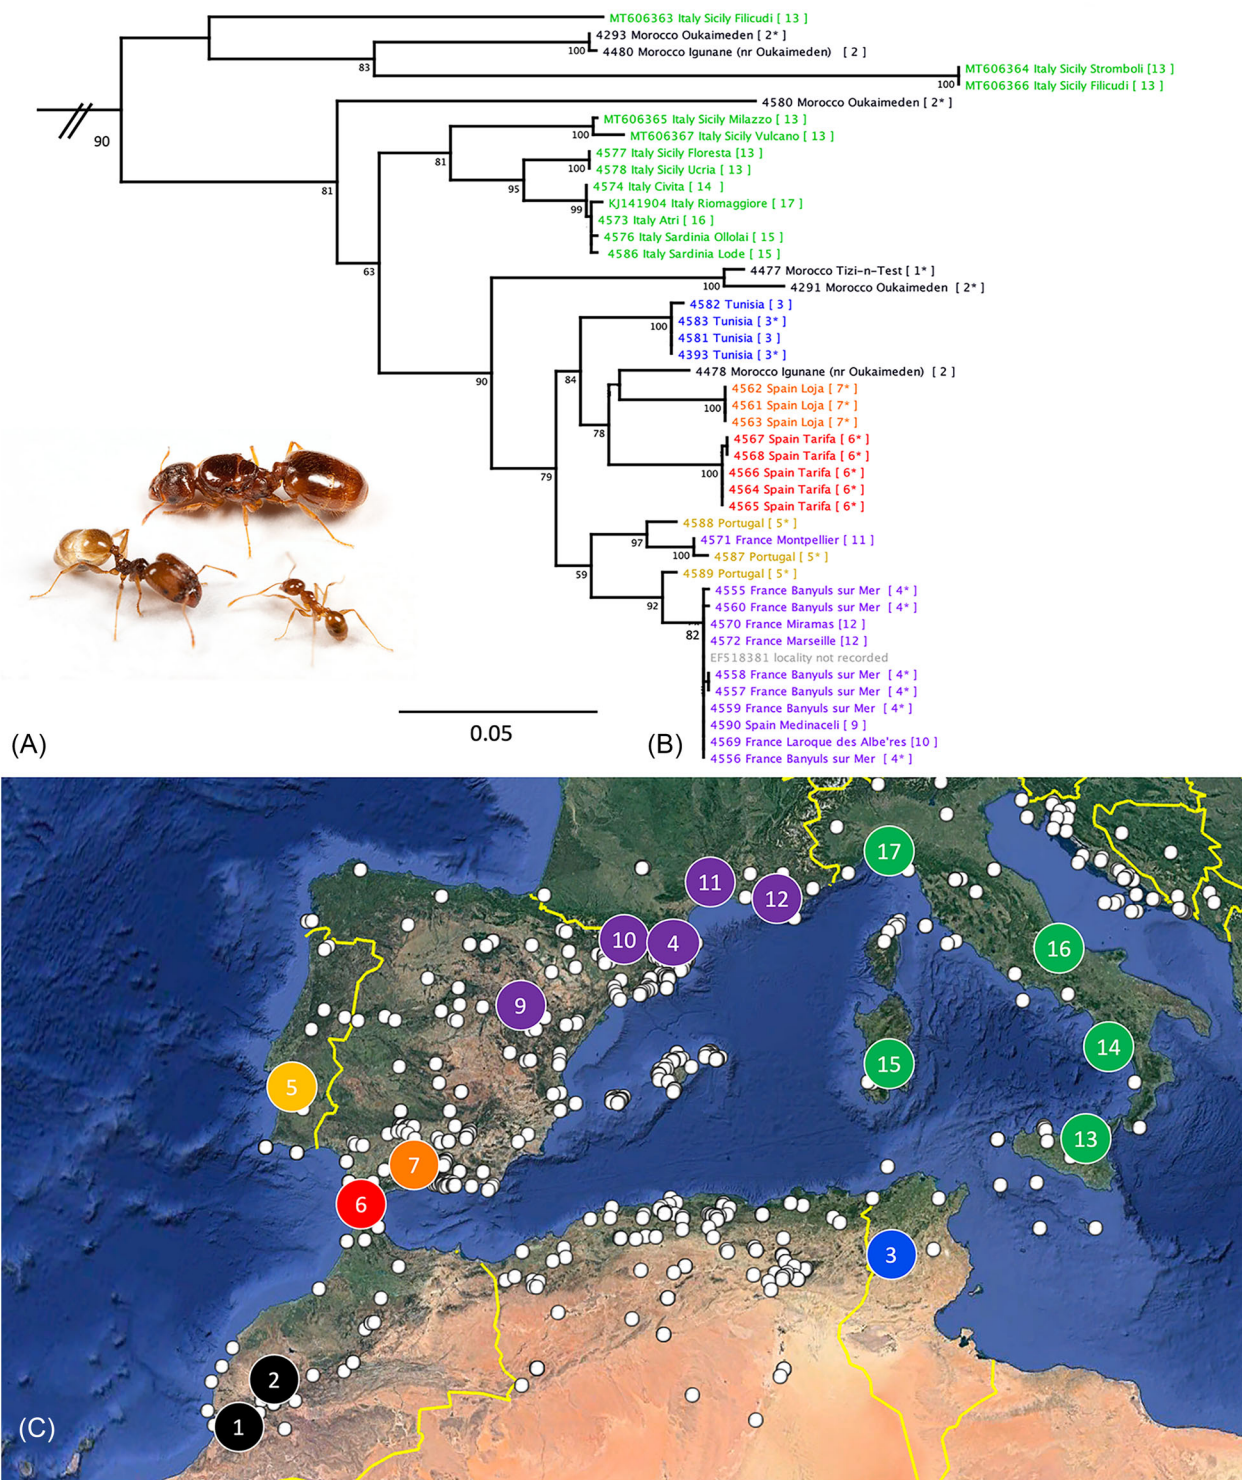 MT606363 Italy Sicily Filicudi [ 13 ]
4293 Morocco Oukaimeden [ 2* ]
100
4480 Morocco Igunane (nr Oukaimeden) [ 2 ]
83
MT606364 Italy Sicily Stromboli [13 ]
100
MT606366 Italy Sicily Filicudi [ 13 ]
4580 Morocco Oukaimeden [ 2* ]
90
MT606365 Italy Sicily Milazzo [ 13 ]
100
MT606367 Italy Sicily Vulcano [ 13 ]
81
4577 Italy Sicily Floresta [13 ]
100
4578 Italy Sicily Ucria [ 13 ]
81
95
4574 Italy Civita [ 14 ]
KJ141904 Italy Riomaggiore [ 17 ]
99
4573 Italy Atri [ 16 ]
4576 Italy Sardinia Ollolai [ 15 ]
4586 Italy Sardinia Lode [ 15 ]
63
4477 Morocco Tizi-n-Test [ 1* ]
100
4291 Morocco Oukaimeden [ 2* ]
4582 Tunisia [ 3 ]
4583 Tunisia [ 3* ]
100
4581 Tunisia [ 3 ]
4393 Tunisia [ 3* ]
4478 Morocco Igunane (nr Oukaimeden) [ 2 ]
90
84
4562 Spain Loja [ 7* ]
4561 Spain Loja [ 7* ]
100
4563 Spain Loja [ 7* ]
78
4567 Spain Tarifa [ 6* ]
4568 Spain Tarifa [ 6* ]
100
4566 Spain Tarifa [ 6* ]
79
4564 Spain Tarifa [ 6* ]
4565 Spain Tarifa [ 6* ]
4588 Portugal [ 5* ]
97
4571 France Montpellier [ 11 ]
100
4587 Portugal [ 5* ]
59
4589 Portugal [ 5* ]
4555 France Banyuls sur Mer [ 4* ]
92
4560 France Banyuls sur Mer [ 4* ]
4570 France Miramas [12 ]
82
4572 France Marseille [12 ]
EF518381 locality not recorded
4558 France Banyuls sur Mer [ 4* ]
4557 France Banyuls sur Mer [ 4* ]
4559 France Banyuls sur Mer [ 4* ]
4590 Spain Medinaceli [ 9 ]
4569 France Laroque des Albe'res [10 ]
4556 France Banyuls sur Mer [ 4* ]
0.05
(A)
(B)
17
11
12
10
4
16
9
14
15
5
13
7
6
3
2
1
(C)